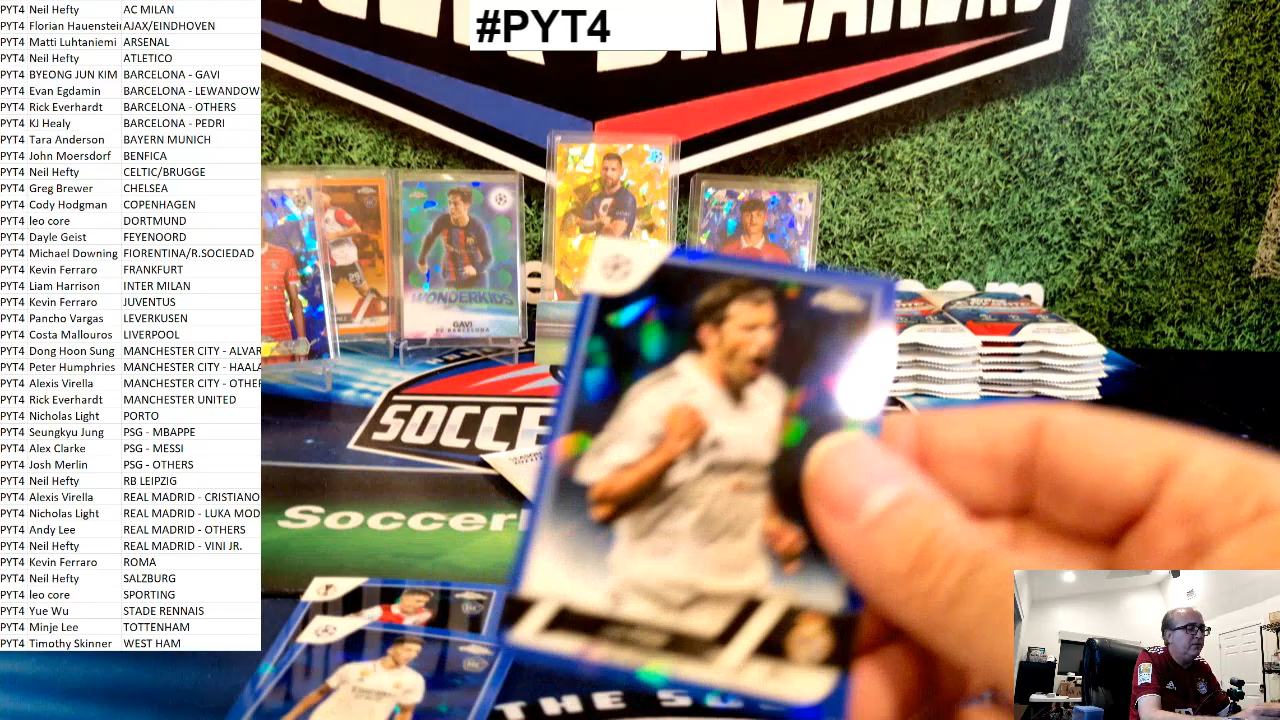 #PYT4
PYT4 Neil Hefty AC MILAN
PYT4 Florian Hauenstein AJAX/EINDHOVEN
PYT4 Matti Luhtaniemi ARSENAL
PYT4 Neil Hefty ATLETICO
PYT4 BYEONG JUN KIM BARCELONA - GAVI
PYT4 Evan Egdamin BARCELONA - LEWANDOW
PYT4 Rick Everhardt BARCELONA - OTHERS
PYT4 KJ Healy BARCELONA - PEDRI
PYT4 Tara Anderson BAYERN MUNICH
PYT4 John Moersdorf BENFICA
PYT4 Neil Hefty CELTIC/BRUGGE
PYT4 Greg Brewer CHELSEA
PYT4 Cody Hodgman COPENHAGEN
PYT4 leo core DORTMUND
PYT4 Dayle Geist FEYENOORD
PYT4 Michael Downing FIORENTINA/R.SOCIEDAD
PYT4 Kevin Ferraro FRANKFURT
PYT4 Liam Harrison INTER MILAN
PYT4 Kevin Ferraro JUVENTUS
PYT4 Pancho Vargas LEVERKUSEN
PYT4 Costa Mallouros LIVERPOOL
PYT4 Dong Hoon Sung MANCHESTER CITY - ALVAR
PYT4 Peter Humphries MANCHESTER CITY - HALA
PYT4 Alexis Virella MANCHESTER CITY - OTHE
PYT4 Rick Everhardt MANCHESTER UNITED
PYT4 Nicholas Light PORTO
PYT4 Seungkyu Jung PSG - MBAPPE
PYT4 Alex Clarke PSG - MESSI
PYT4 Josh Merlin PSG - OTHERS
PYT4 Neil Hefty RB LEIPZIG
PYT4 Alexis Virella REAL MADRID - CRISTIANO
PYT4 Nicholas Light REAL MADRID - LUKA MOD
PYT4 Andy Lee REAL MADRID - OTHERS
PYT4 Neil Hefty REAL MADRID - VINI JR.
PYT4 Kevin Ferraro ROMA
PYT4 Neil Hefty SALZBURG
PYT4 leo core SPORTING
PYT4 Yue Wu STADE RENNAIS
PYT4 Minje Lee TOTTENHAM
PYT4 Timothy Skinner WEST HAM
WONDERKIDS
GAVI
FC BARCELONA
SOCCE
Soccer
THE SO